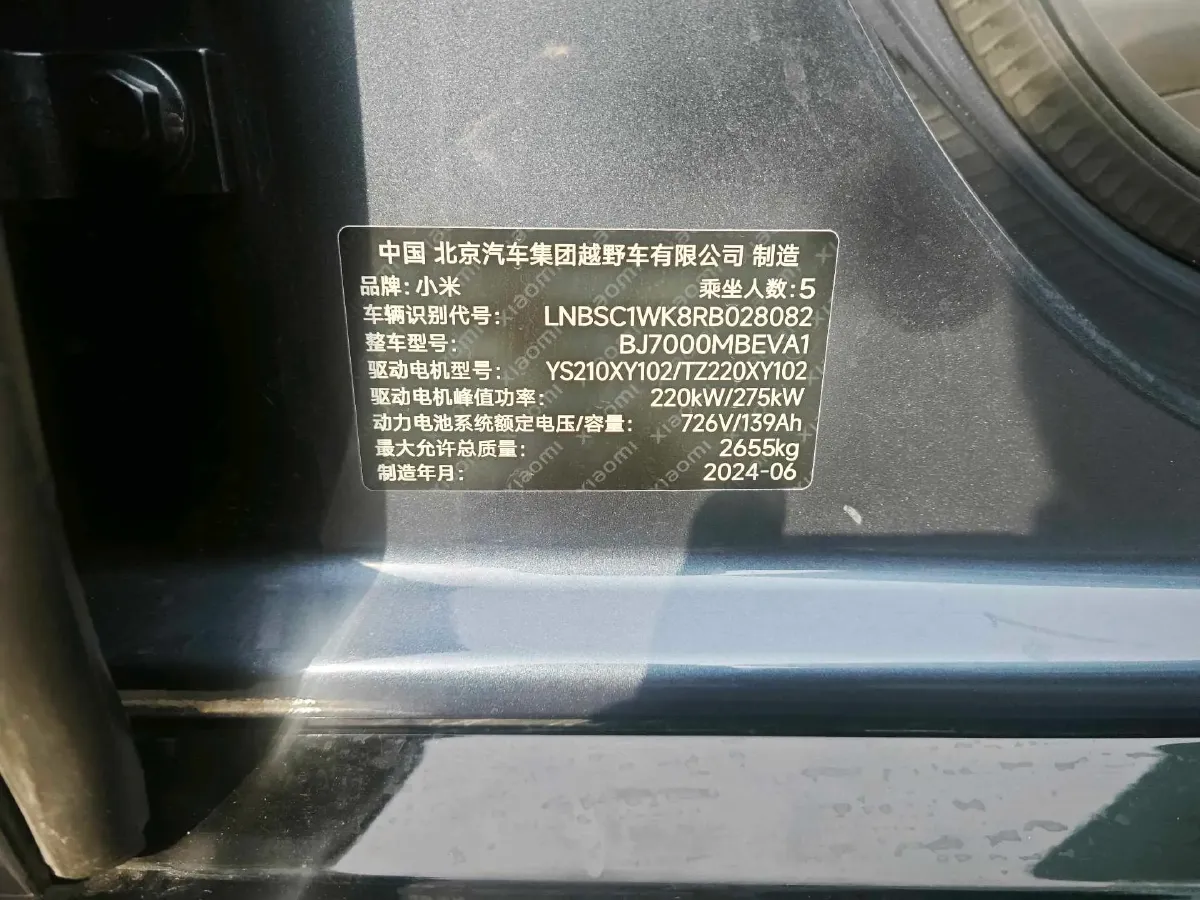 中国 北京汽车集团越野车有限公司 制造
品牌：小米 乘坐人数：5
车辆识别代号： LNBSC1WK8RB028082
整车型号： BJ7000MBEVA1
驱动电机型号： YS210XY102/TZ220XY102
驱动电机峰值功率： 220kW/275kW
动力电池系统额定电压/容量： 726V/139Ah
最大允许总质量： 2655kg
制造年月： 2024-06
xiaomi